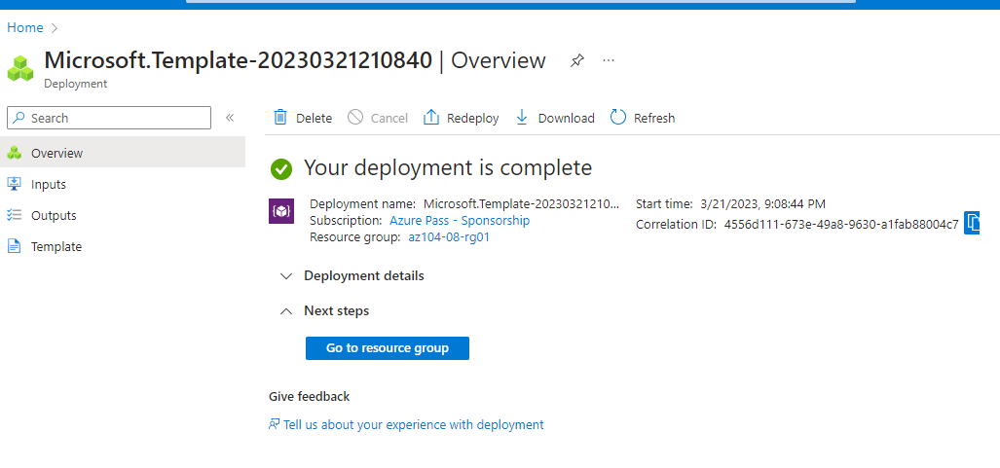 Home
Microsoft.Template-20230321210840 | Overview
Deployment
Search
Overview
Inputs
Outputs
Template
Delete Cancel Redeploy Download Refresh
Your deployment is complete
Deployment name: Microsoft.Template-20230321210...
Subscription: Azure Pass - Sponsorship
Resource group: az104-08-rg01
Start time: 3/21/2023, 9:08:44 PM
Correlation ID: 4556d111-673e-49a8-9630-a1fab88004c7
Deployment details
Next steps
Go to resource group
Give feedback
Tell us about your experience with deployment